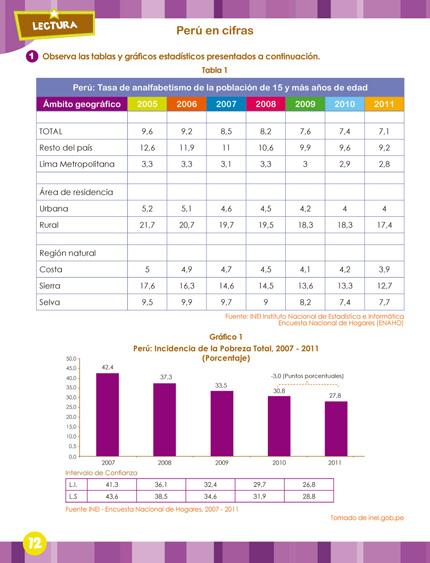 LECTURA
Perú en cifras
1 Observa las tablas y gráficos estadísticos presentados a continuación.
Tabla 1
Perú: Tasa de analfabetismo de la población de 15 y más años de edad
Ámbito geográfico 2005 2006 2007 2008 2009 2010 2011
TOTAL 9,6 9,2 8,5 8,2 7,6 7,4 7,1
Resto del país 12,6 11,9 11 10,6 9,9 9,6 9,2
Lima Metropolitana 3,3 3,3 3,1 3,3 3 2,9 2,8
Área de residencia
Urbana 5,2 5,1 4,6 4,5 4,2 4 4
Rural 21,7 20,7 19,7 19,5 18,3 18,3 17,4
Región natural
Costa 5 4,9 4,7 4,5 4,1 4,2 3,9
Sierra 17,6 16,3 14,6 14,5 13,6 13,3 12,7
Selva 9,5 9,9 9,7 9 8,2 7,4 7,7
Fuente: INEI Instituto Nacional de Estadística e Informática
Encuesta Nacional de Hogares (ENAHO)
Gráfico 1
Perú: Incidencia de la Pobreza Total, 2007 - 2011
(Porcentaje)
50,0
45,0
40,0
35,0
30,0
25,0
20,0
15,0
10,0
5,0
0,0
42,4
37,3
33,5
30,8
27,8
-3,0 (Puntos porcentuales)
2007 2008 2009 2010 2011
Intervalo de Confianza
L.I. 41,3 36,1 32,4 29,7 26,8
L.S 43,6 38,5 34,6 31,9 28,8
Fuente INEI - Encuesta Nacional de Hogares, 2007 - 2011
Tomado de inei.gob.pe
12